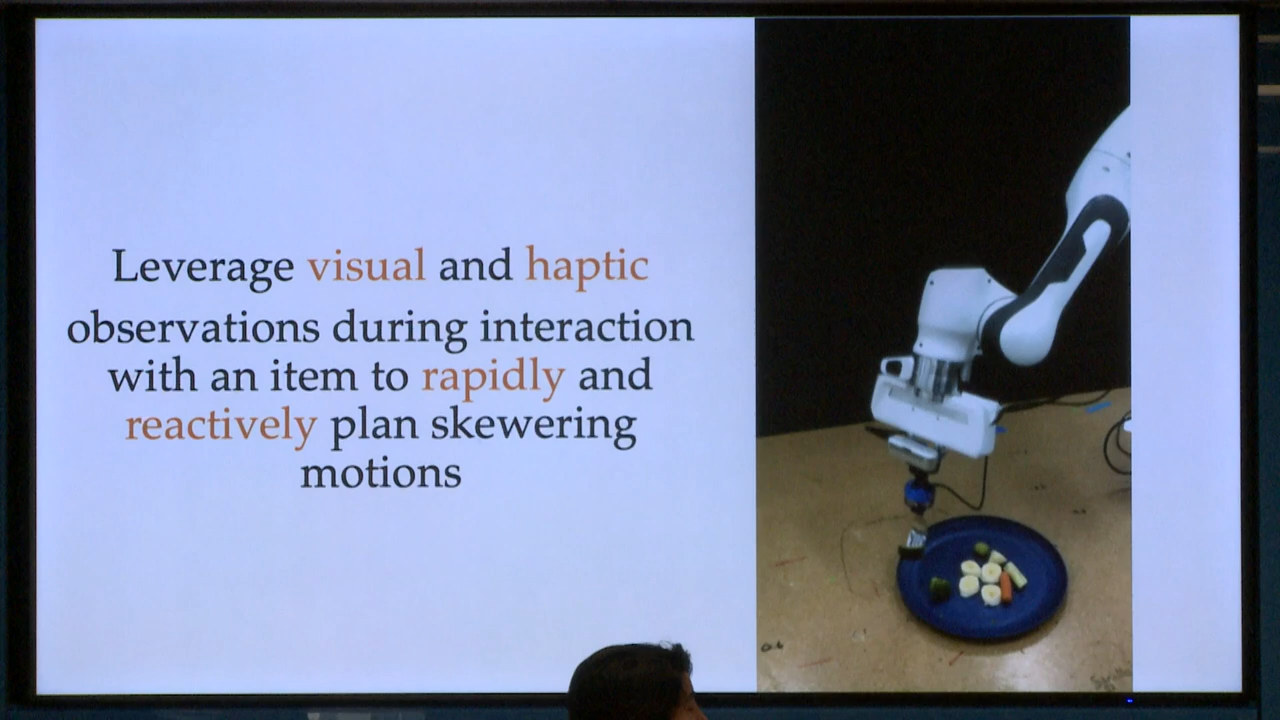 Leverage visual and haptic
observations during interaction
with an item to rapidly and
reactively plan skewering
motions